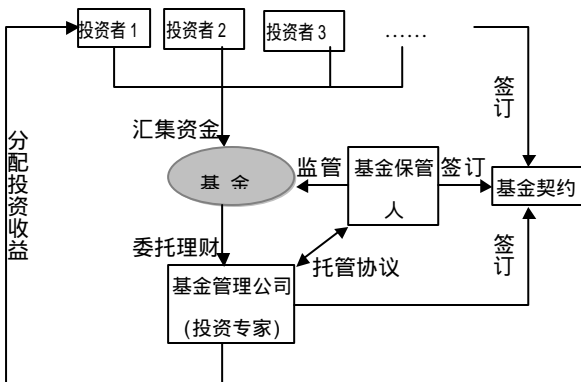 投资者 1
投资者 2
投资者 3
……
签订
汇集资金
分配投资收益
基 金
监管
基金保管人
签订
基金契约
委托理财
托管协议
签订
基金管理公司
(投资专家)